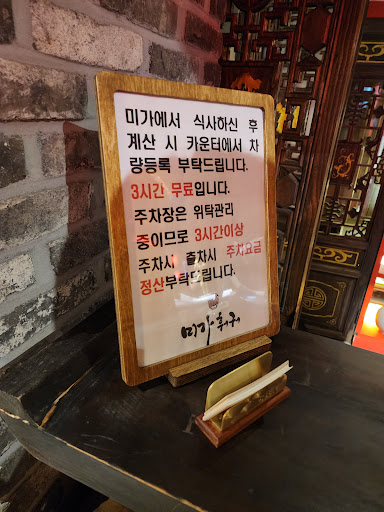 미가에서 식사하신 후
계산 시 카운터에서 차
량등록 부탁드립니다.
3시간 무료입니다.
주차장은 위탁관리
중이므로 3시간이상
주차시 출차시 주차요금
정산부탁드립니다.
미가훠궈